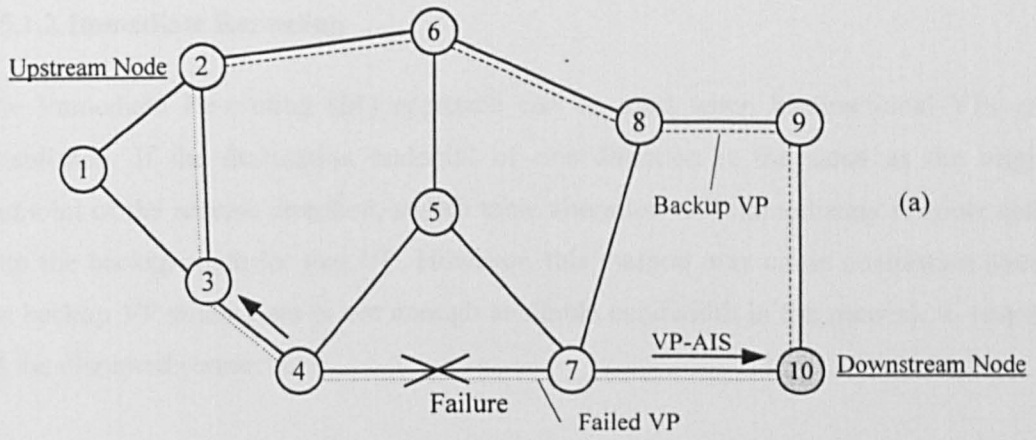 6
2
Upstream Node
8
9
1
Backup VP
(a)
5
3
VP-AIS
4
7
10
Downstream Node
Failure
Failed VP